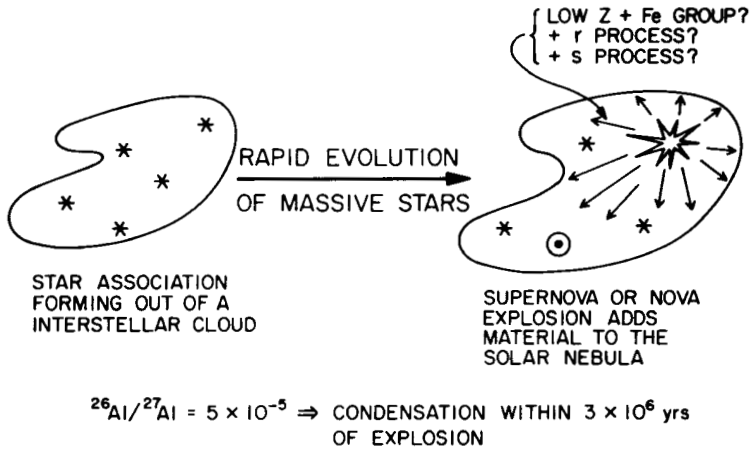 LOW Z + Fe GROUP?
+ r PROCESS?
+ s PROCESS?
RAPID EVOLUTION
OF MASSIVE STARS
STAR ASSOCIATION
FORMING OUT OF A
INTERSTELLAR CLOUD
SUPERNOVA OR NOVA
EXPLOSION ADDS
MATERIAL TO THE
SOLAR NEBULA
²⁶Al/²⁷Al = 5 × 10⁻⁵ ⇒ CONDENSATION WITHIN 3 × 10⁶ yrs
OF EXPLOSION